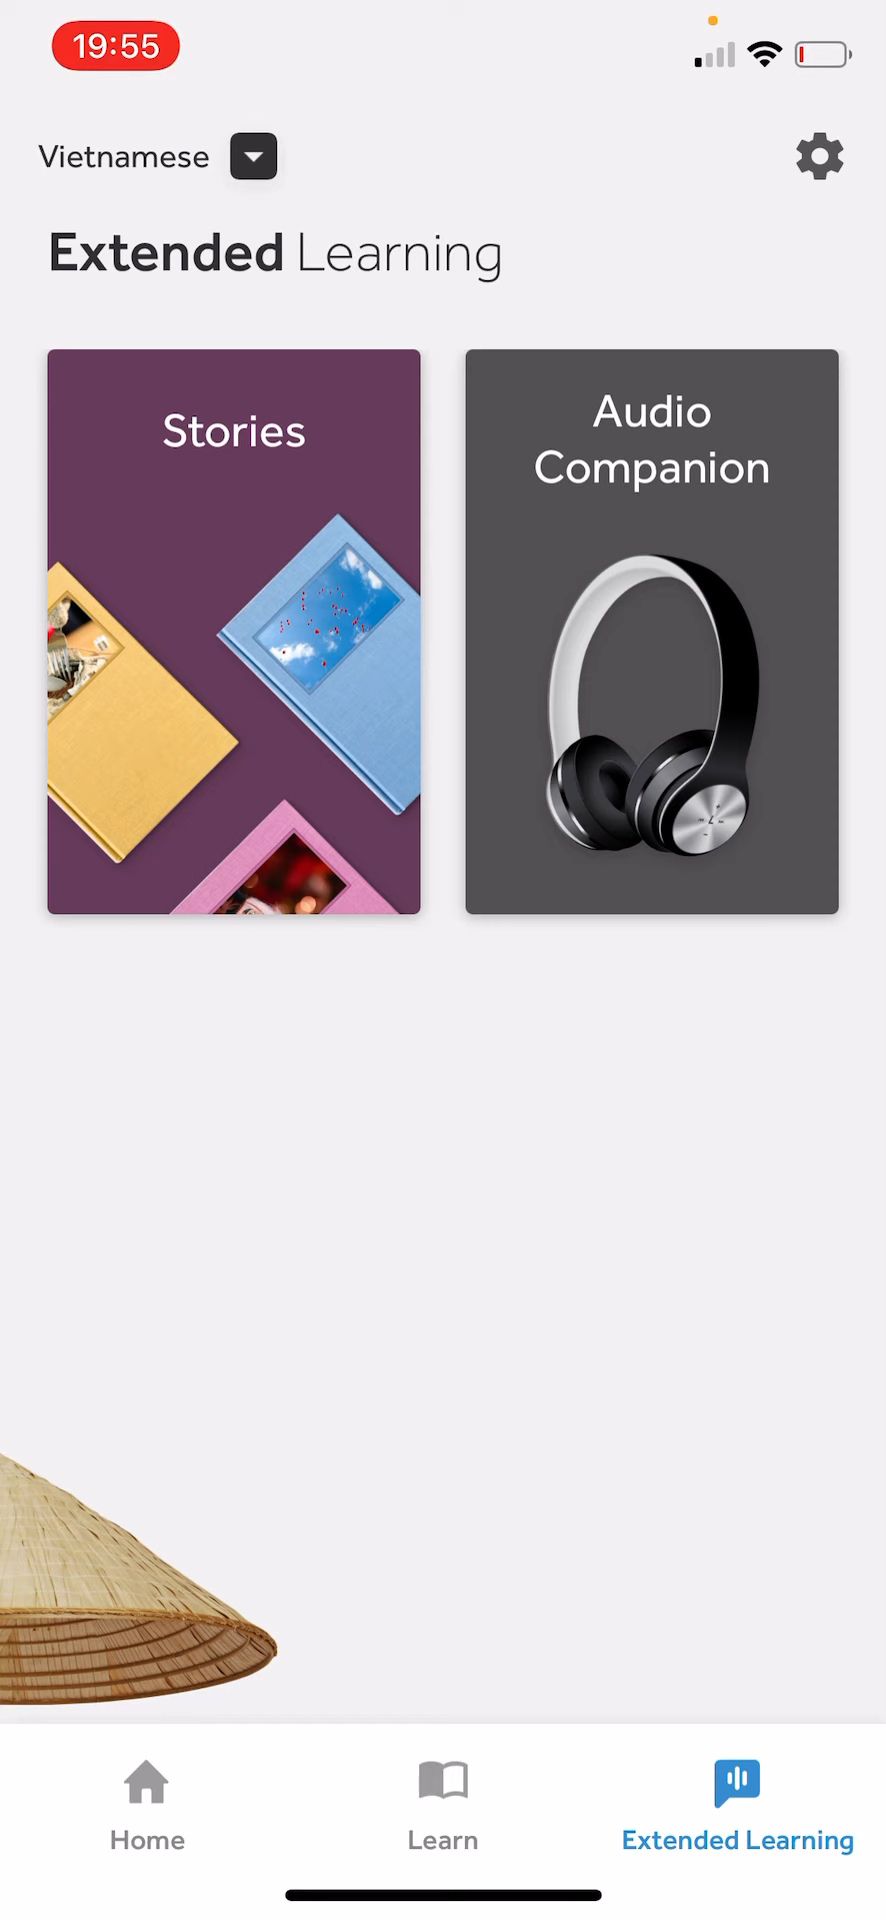 19:55
Vietnamese
Extended Learning
Stories
Audio
Companion
Home
Learn
Extended Learning